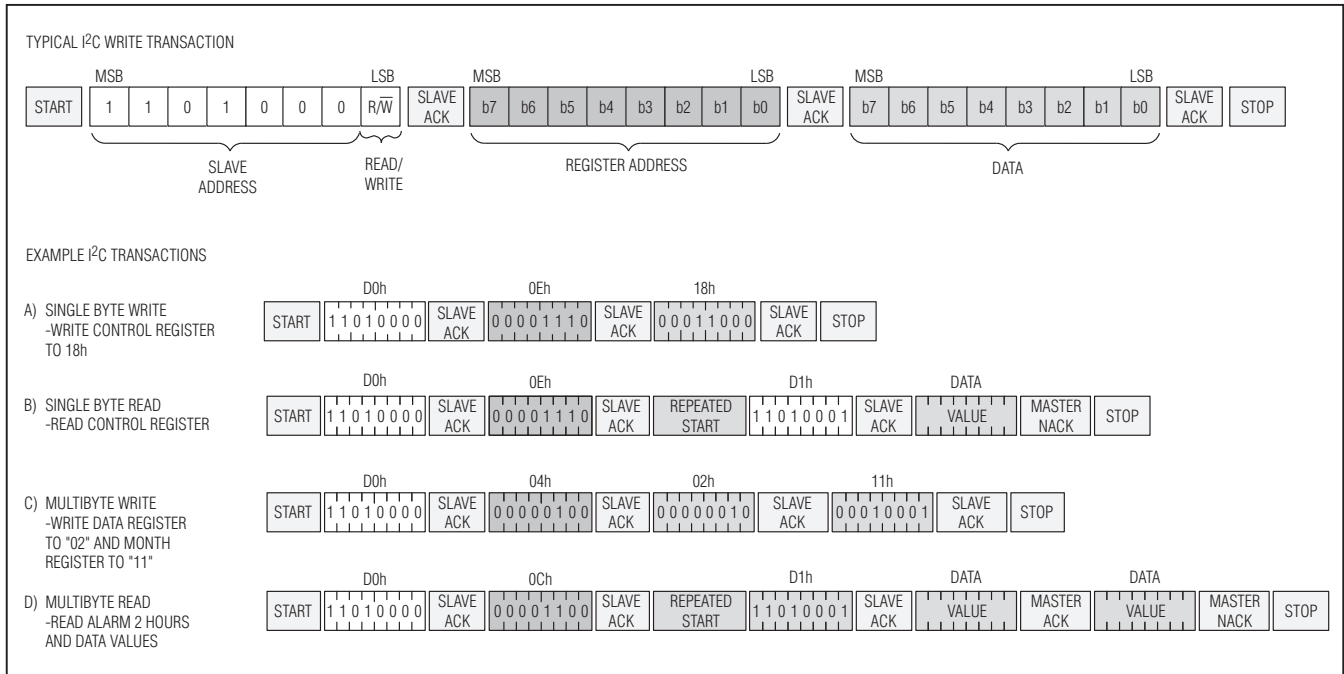 TYPICAL I2C WRITE TRANSACTION
MSB LSB MSB LSB MSB LSB
START 1 1 0 1 0 0 0 R/W̅ SLAVE ACK b7 b6 b5 b4 b3 b2 b1 b0 SLAVE ACK b7 b6 b5 b4 b3 b2 b1 b0 SLAVE ACK STOP
SLAVE ADDRESS READ/WRITE REGISTER ADDRESS DATA
EXAMPLE I2C TRANSACTIONS
A) SINGLE BYTE WRITE
-WRITE CONTROL REGISTER
TO 18h
D0h 0Eh 18h
START 11010000 SLAVE ACK 00001110 SLAVE ACK 00011000 SLAVE ACK STOP
B) SINGLE BYTE READ
-READ CONTROL REGISTER
D0h 0Eh D1h DATA
START 11010000 SLAVE ACK 00001110 SLAVE ACK REPEATED START 11010001 SLAVE ACK VALUE MASTER NACK STOP
C) MULTIBYTE WRITE
-WRITE DATA REGISTER
TO "02" AND MONTH
REGISTER TO "11"
D0h 04h 02h 11h
START 11010000 SLAVE ACK 00000100 SLAVE ACK 00000010 SLAVE ACK 00010001 SLAVE ACK STOP
D) MULTIBYTE READ
-READ ALARM 2 HOURS
AND DATA VALUES
D0h 0Ch D1h DATA DATA
START 11010000 SLAVE ACK 00001100 SLAVE ACK REPEATED START 11010001 SLAVE ACK VALUE MASTER ACK VALUE MASTER NACK STOP